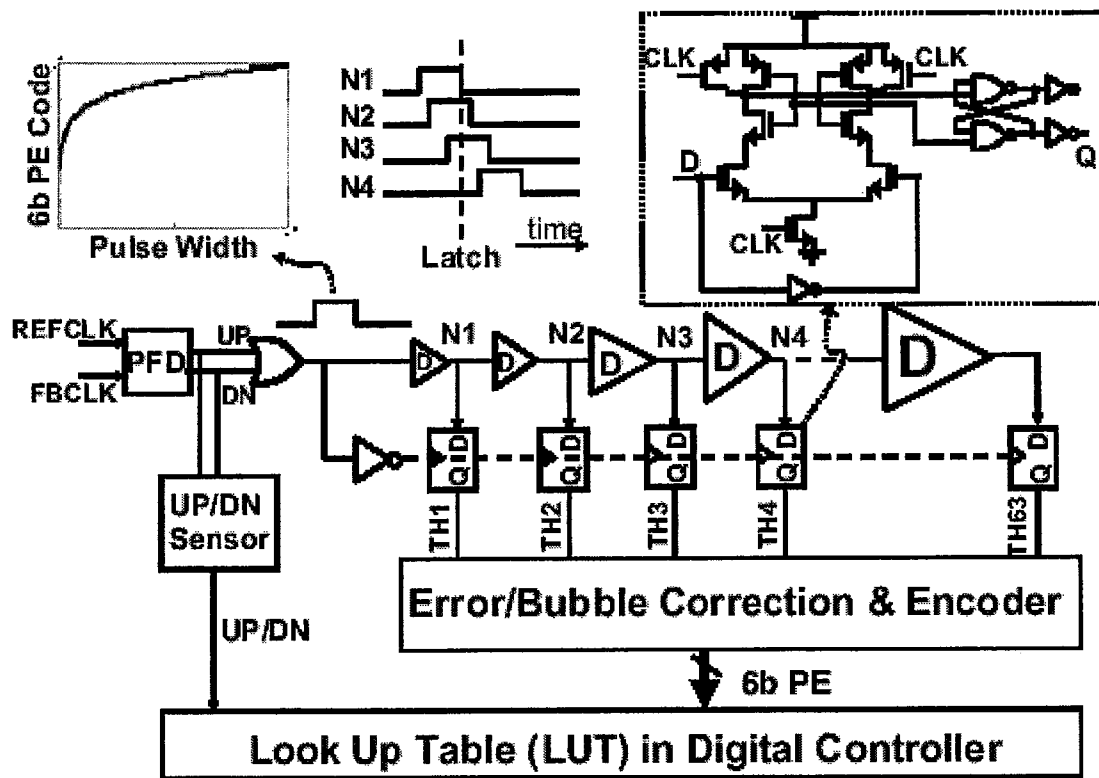 6b PE Code
Pulse Width
N1
N2
N3
N4
time
Latch
CLK
CLK
D
CLK
Q
REFCLK
FBCLK
PFD
UP
DN
N1
N2
N3
N4
D
D
D
D
D
D
Q
D
Q
D
Q
D
Q
D
Q
TH1
TH2
TH3
TH4
TH63
UP/DN
Sensor
UP/DN
Error/Bubble Correction & Encoder
6b PE
Look Up Table (LUT) in Digital Controller